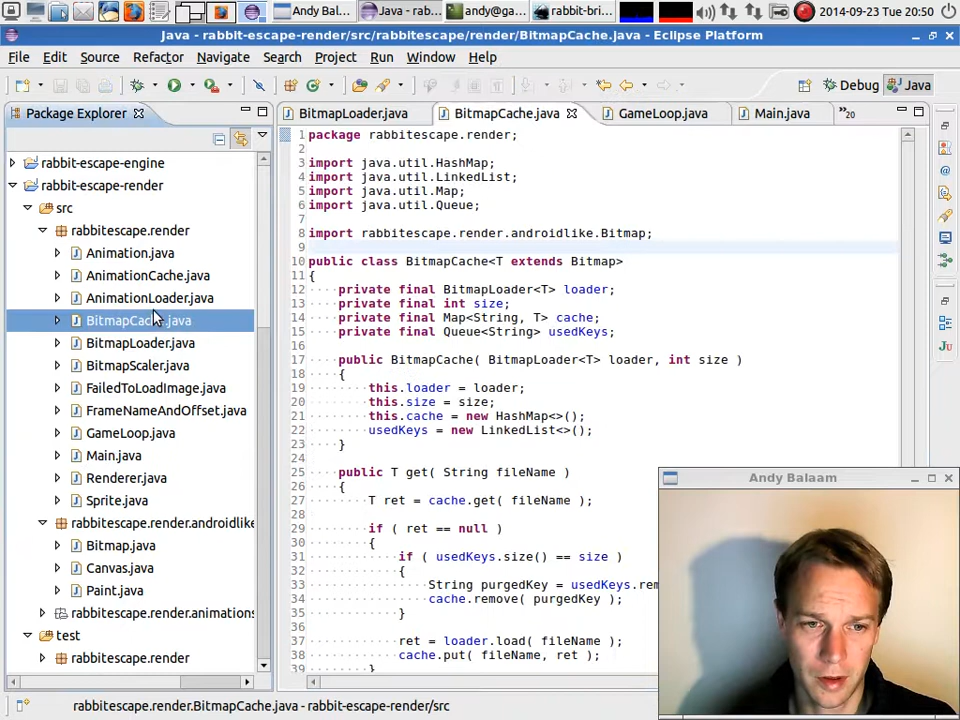 Andy Bal...
Java - rab...
andy@ga...
rabbit-bri...
2014-09-23 Tue 20:50
Java - rabbit-escape-render/src/rabbitescape/render/BitmapCache.java - Eclipse Platform
File Edit Source Refactor Navigate Search Project Run Window Help
Debug Java
Package Explorer
BitmapLoader.java BitmapCache.java GameLoop.java Main.java »20
rabbit-escape-engine
rabbit-escape-render
src
rabbitescape.render
Animation.java
AnimationCache.java
AnimationLoader.java
BitmapCache.java
BitmapLoader.java
BitmapScaler.java
FailedToLoadImage.java
FrameNameAndOffset.java
GameLoop.java
Main.java
Renderer.java
Sprite.java
rabbitescape.render.androidlike
Bitmap.java
Canvas.java
Paint.java
rabbitescape.render.animations
test
rabbitescape.render
1 package rabbitescape.render;
2
3 import java.util.HashMap;
4 import java.util.LinkedList;
5 import java.util.Map;
6 import java.util.Queue;
7
8 import rabbitescape.render.androidlike.Bitmap;
9
10 public class BitmapCache<T extends Bitmap>
11 {
12 private final BitmapLoader<T> loader;
13 private final int size;
14 private final Map<String, T> cache;
15 private final Queue<String> usedKeys;
16
17 public BitmapCache( BitmapLoader<T> loader, int size )
18 {
19 this.loader = loader;
20 this.size = size;
21 this.cache = new HashMap<>();
22 usedKeys = new LinkedList<>();
23 }
24
25 public T get( String fileName )
26 {
27 T ret = cache.get( fileName );
28
29 if ( ret == null )
30 {
31 if ( usedKeys.size() == size )
32 {
33 String purgedKey = usedKeys.rem
34 cache.remove( purgedKey );
35 }
36
37 ret = loader.load( fileName );
38 cache.put( fileName, ret );
39 }
Andy Balaam
Ju
rabbitescape.render.BitmapCache.java - rabbit-escape-render/src